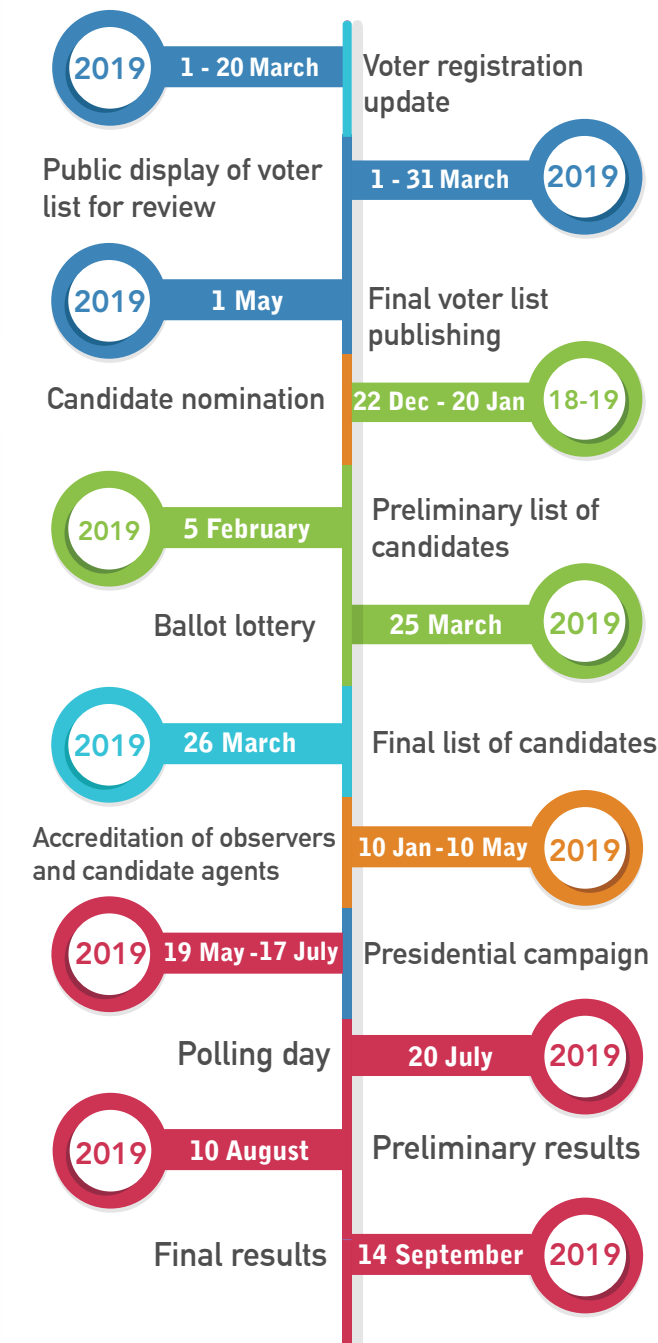 2019 1 - 20 March
Voter registration
update
Public display of voter
list for review
1 - 31 March 2019
2019 1 May
Final voter list
publishing
Candidate nomination
22 Dec - 20 Jan 18-19
2019 5 February
Preliminary list of
candidates
Ballot lottery
25 March 2019
2019 26 March
Final list of candidates
Accreditation of observers
and candidate agents
10 Jan - 10 May 2019
2019 19 May - 17 July
Presidential campaign
Polling day
20 July 2019
2019 10 August
Preliminary results
Final results
14 September 2019